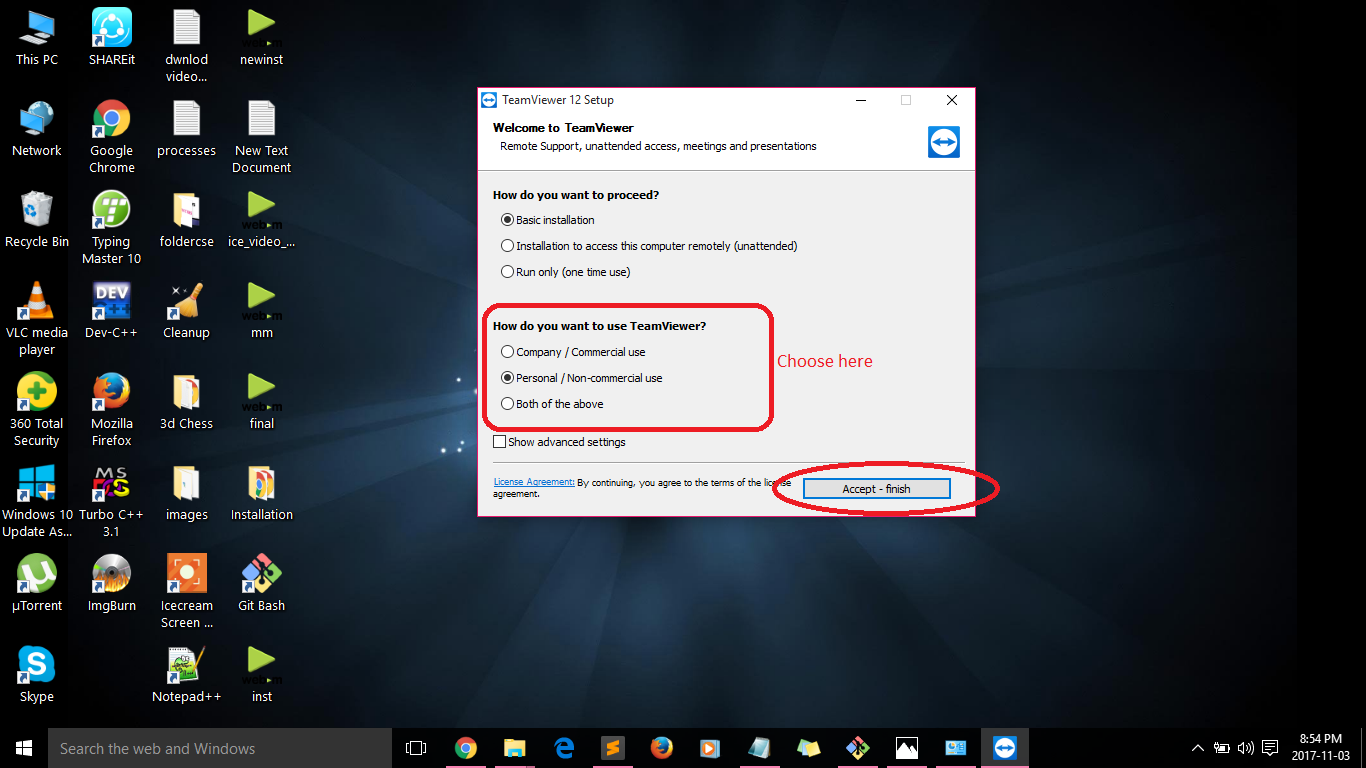 This PC
SHAREit
dwnlod
video...
newinst
Network
Google
Chrome
processes
New Text
Document
Recycle Bin
Typing
Master 10
foldercse
ice_video_...
VLC media
player
Dev-C++
DEV
Cleanup
mm
360 Total
Security
Mozilla
Firefox
3d Chess
final
Windows 10
Update As...
Turbo C++
3.1
images
Installation
µTorrent
ImgBurn
Icecream
Screen ...
Git Bash
Skype
Notepad++
inst
TeamViewer 12 Setup
Welcome to TeamViewer
Remote Support, unattended access, meetings and presentations
How do you want to proceed?
Basic installation
Installation to access this computer remotely (unattended)
Run only (one time use)
How do you want to use TeamViewer?
Company / Commercial use
Personal / Non-commercial use
Both of the above
Choose here
Show advanced settings
License Agreement: By continuing, you agree to the terms of the license
agreement.
Accept - finish
Search the web and Windows
8:54 PM
2017-11-03